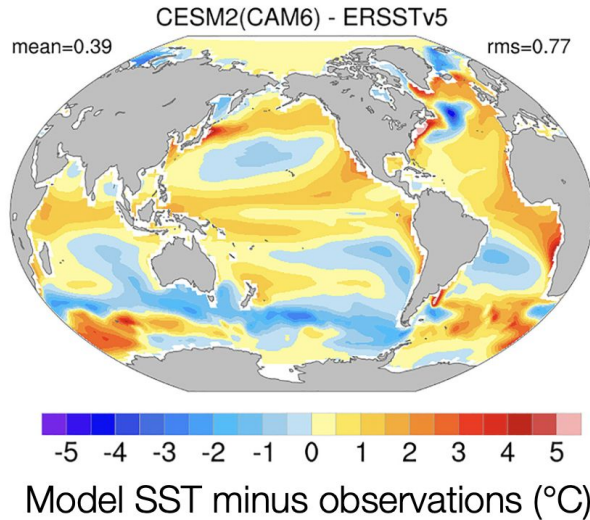 CESM2(CAM6) - ERSSTv5
mean=0.39 rms=0.77
-5 -4 -3 -2 -1 0 1 2 3 4 5
Model SST minus observations (°C)